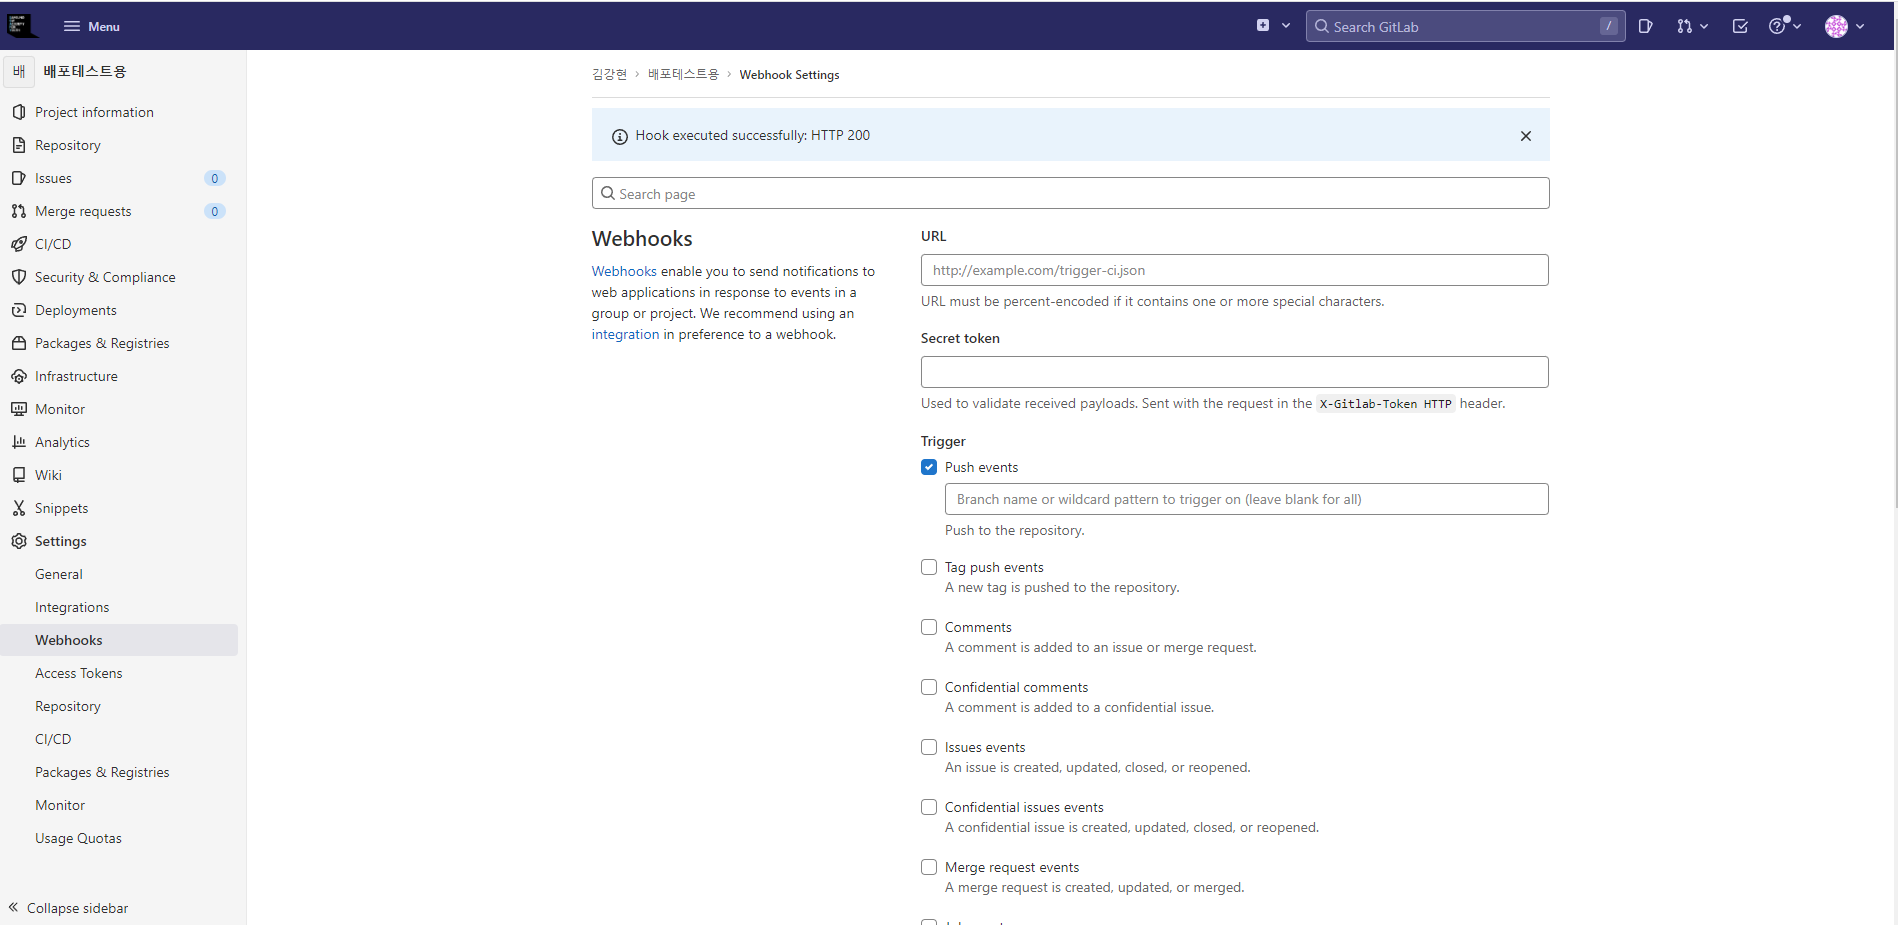 Menu
Search GitLab
/
배
배포테스트용
Project information
Repository
Issues
0
Merge requests
0
CI/CD
Security & Compliance
Deployments
Packages & Registries
Infrastructure
Monitor
Analytics
Wiki
Snippets
Settings
General
Integrations
Webhooks
Access Tokens
Repository
CI/CD
Packages & Registries
Monitor
Usage Quotas
Collapse sidebar
김강현 › 배포테스트용 › Webhook Settings
Hook executed successfully: HTTP 200
Search page
Webhooks
Webhooks enable you to send notifications to
web applications in response to events in a
group or project. We recommend using an
integration in preference to a webhook.
URL
http://example.com/trigger-ci.json
URL must be percent-encoded if it contains one or more special characters.
Secret token
Used to validate received payloads. Sent with the request in the X-Gitlab-Token HTTP header.
Trigger
Push events
Branch name or wildcard pattern to trigger on (leave blank for all)
Push to the repository.
Tag push events
A new tag is pushed to the repository.
Comments
A comment is added to an issue or merge request.
Confidential comments
A comment is added to a confidential issue.
Issues events
An issue is created, updated, closed, or reopened.
Confidential issues events
A confidential issue is created, updated, closed, or reopened.
Merge request events
A merge request is created, updated, or merged.